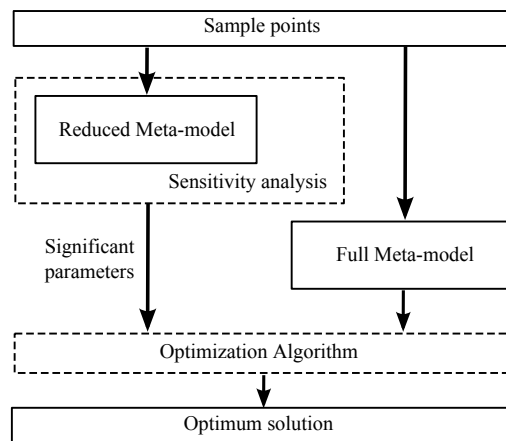 Sample points
Reduced Meta-model
Sensitivity analysis
Significant
parameters
Full Meta-model
Optimization Algorithm
Optimum solution